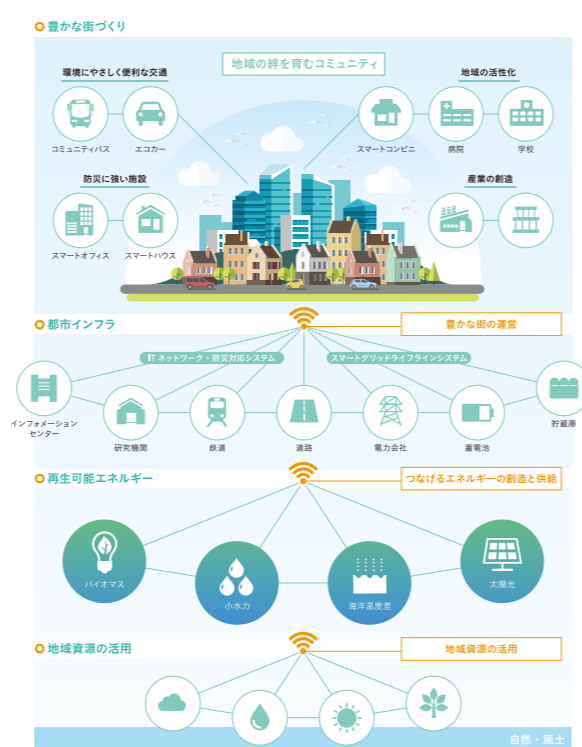 豊かな街づくり
地域の絆を育むコミュニティ
環境にやさしく便利な交通
地域の活性化
コミュニティバス
エコカー
スマートコンビニ
病院
学校
防災に強い施設
産業の創造
スマートオフィス
スマートハウス
都市インフラ
豊かな街の運営
IT ネットワーク・防災対応システム
スマートグリッドライフラインシステム
インフォメーション
センター
研究機関
鉄道
道路
電力会社
蓄電池
貯蔵庫
再生可能エネルギー
つなげるエネルギーの創造と供給
バイオマス
小水力
海洋温度差
太陽光
地域資源の活用
地域資源の活用
自然・風土